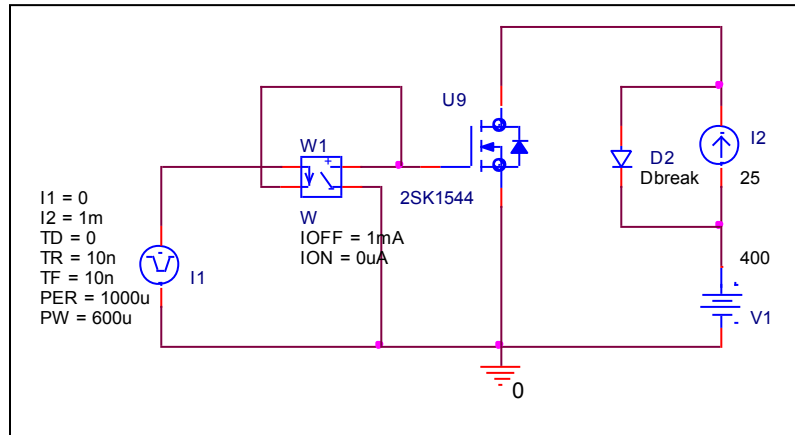 U9
W1
I2
D2
Dbreak
25
2SK1544
I1 = 0
I2 = 1m
TD = 0
TR = 10n
TF = 10n
PER = 1000u
PW = 600u
W
IOFF = 1mA
ION = 0uA
I1
400
V1
0